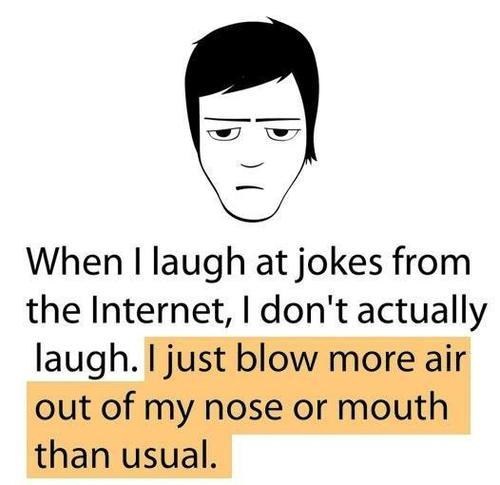 When I laugh at jokes from
the Internet, I don't actually
laugh. I just blow more air
out of my nose or mouth
than usual.